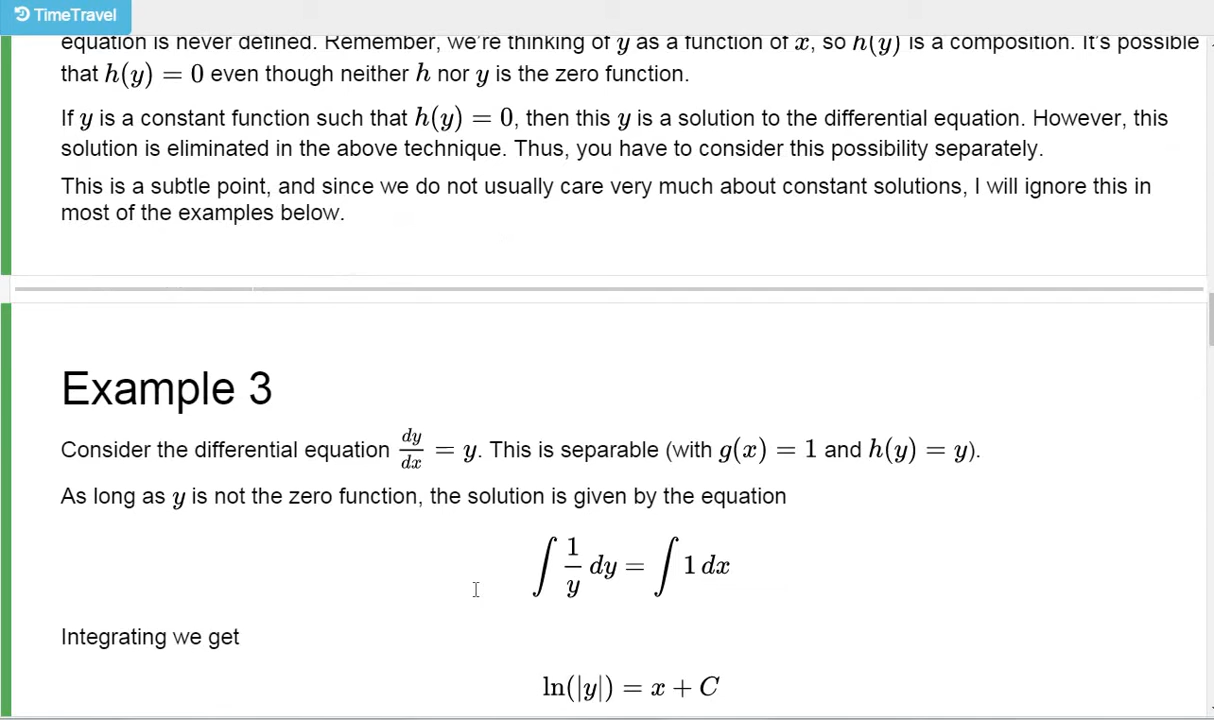 TimeTravel
equation is never defined. Remember, we're thinking of y as a function of x, so h(y) is a composition. It's possible
that h(y) = 0 even though neither h nor y is the zero function.
If y is a constant function such that h(y) = 0, then this y is a solution to the differential equation. However, this
solution is eliminated in the above technique. Thus, you have to consider this possibility separately.
This is a subtle point, and since we do not usually care very much about constant solutions, I will ignore this in
most of the examples below.
Example 3
Consider the differential equation dy/dx = y. This is separable (with g(x) = 1 and h(y) = y).
As long as y is not the zero function, the solution is given by the equation
∫ 1/y dy = ∫ 1 dx
Integrating we get
ln(|y|) = x + C